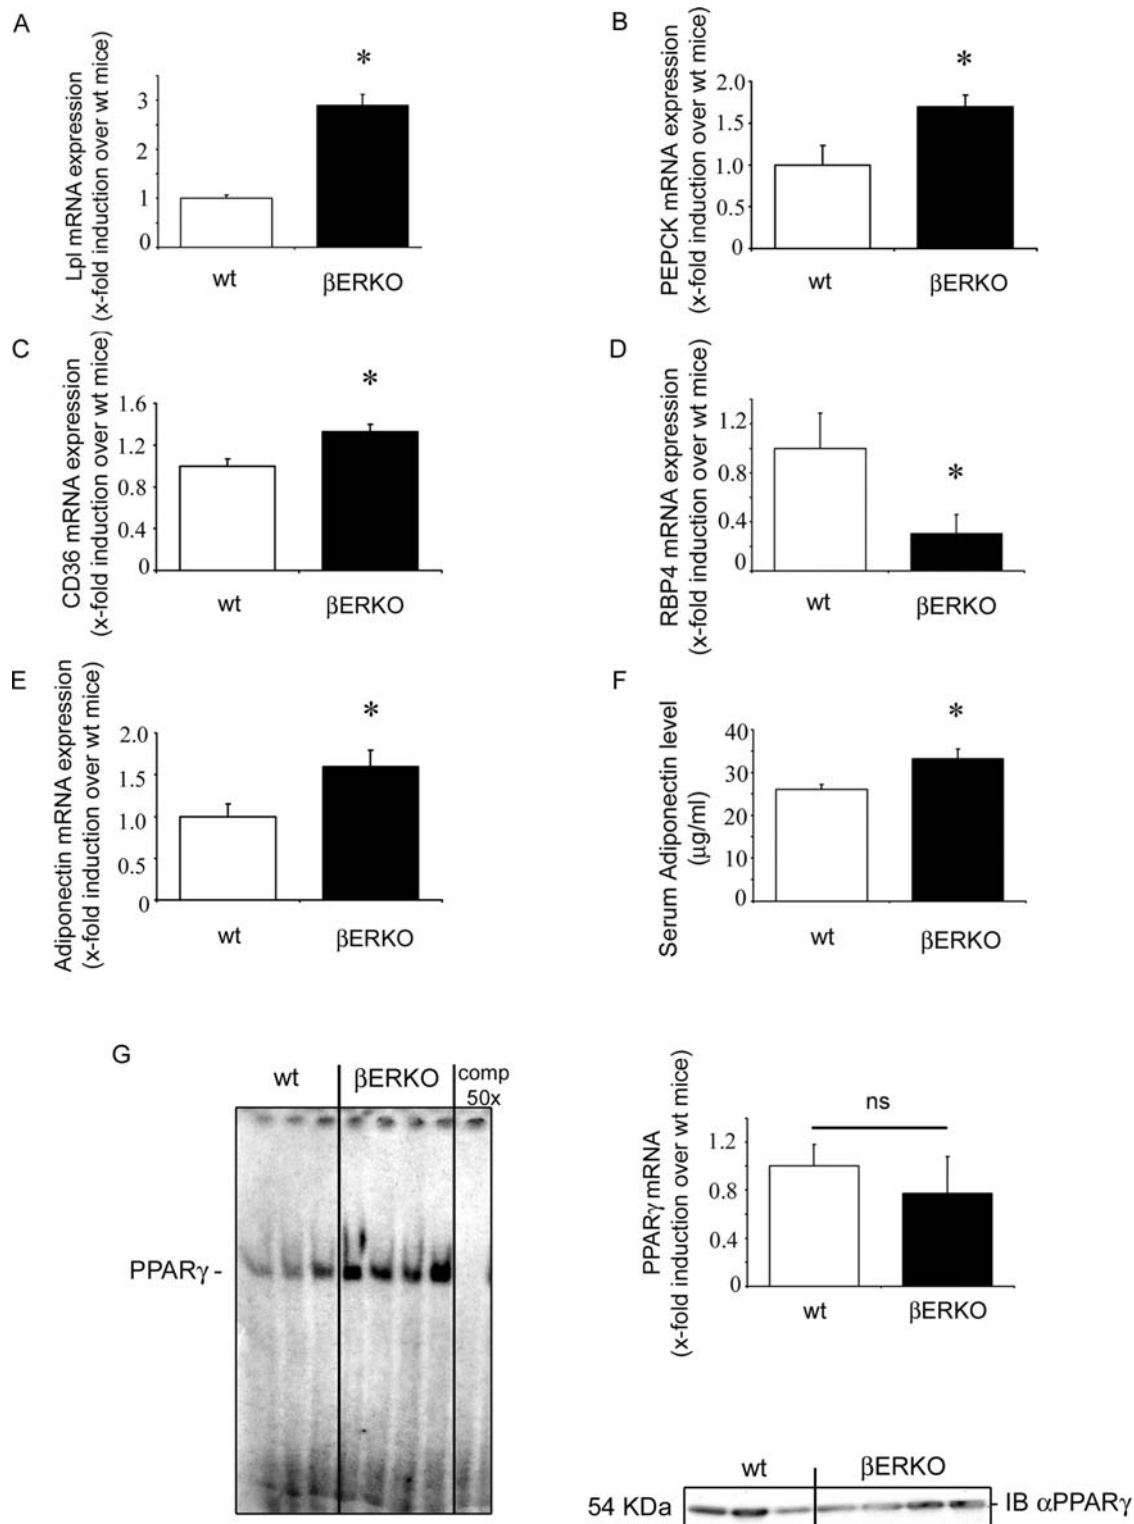 A
Lpl mRNA expression
(x-fold induction over wt mice)
*
3
2
1
0
wt
βERKO
B
PEPCK mRNA expression
(x-fold induction over wt mice)
*
2.0
1.5
1.0
0.5
0
wt
βERKO
C
CD36 mRNA expression
(x-fold induction over wt mice)
*
1.6
1.2
0.8
0.4
0
wt
βERKO
D
RBP4 mRNA expression
(x-fold induction over wt mice)
*
1.2
0.8
0.4
0
wt
βERKO
E
Adiponectin mRNA expression
(x-fold induction over wt mice)
*
2.0
1.5
1.0
0.5
0
wt
βERKO
F
Serum Adiponectin level
(µg/ml)
*
40
30
20
10
0
wt
βERKO
G
wt
βERKO
comp
50x
PPARγ -
PPARγ mRNA
(x-fold induction over wt mice)
ns
1.2
0.8
0.4
0
wt
βERKO
wt
βERKO
54 KDa
- IB αPPARγ